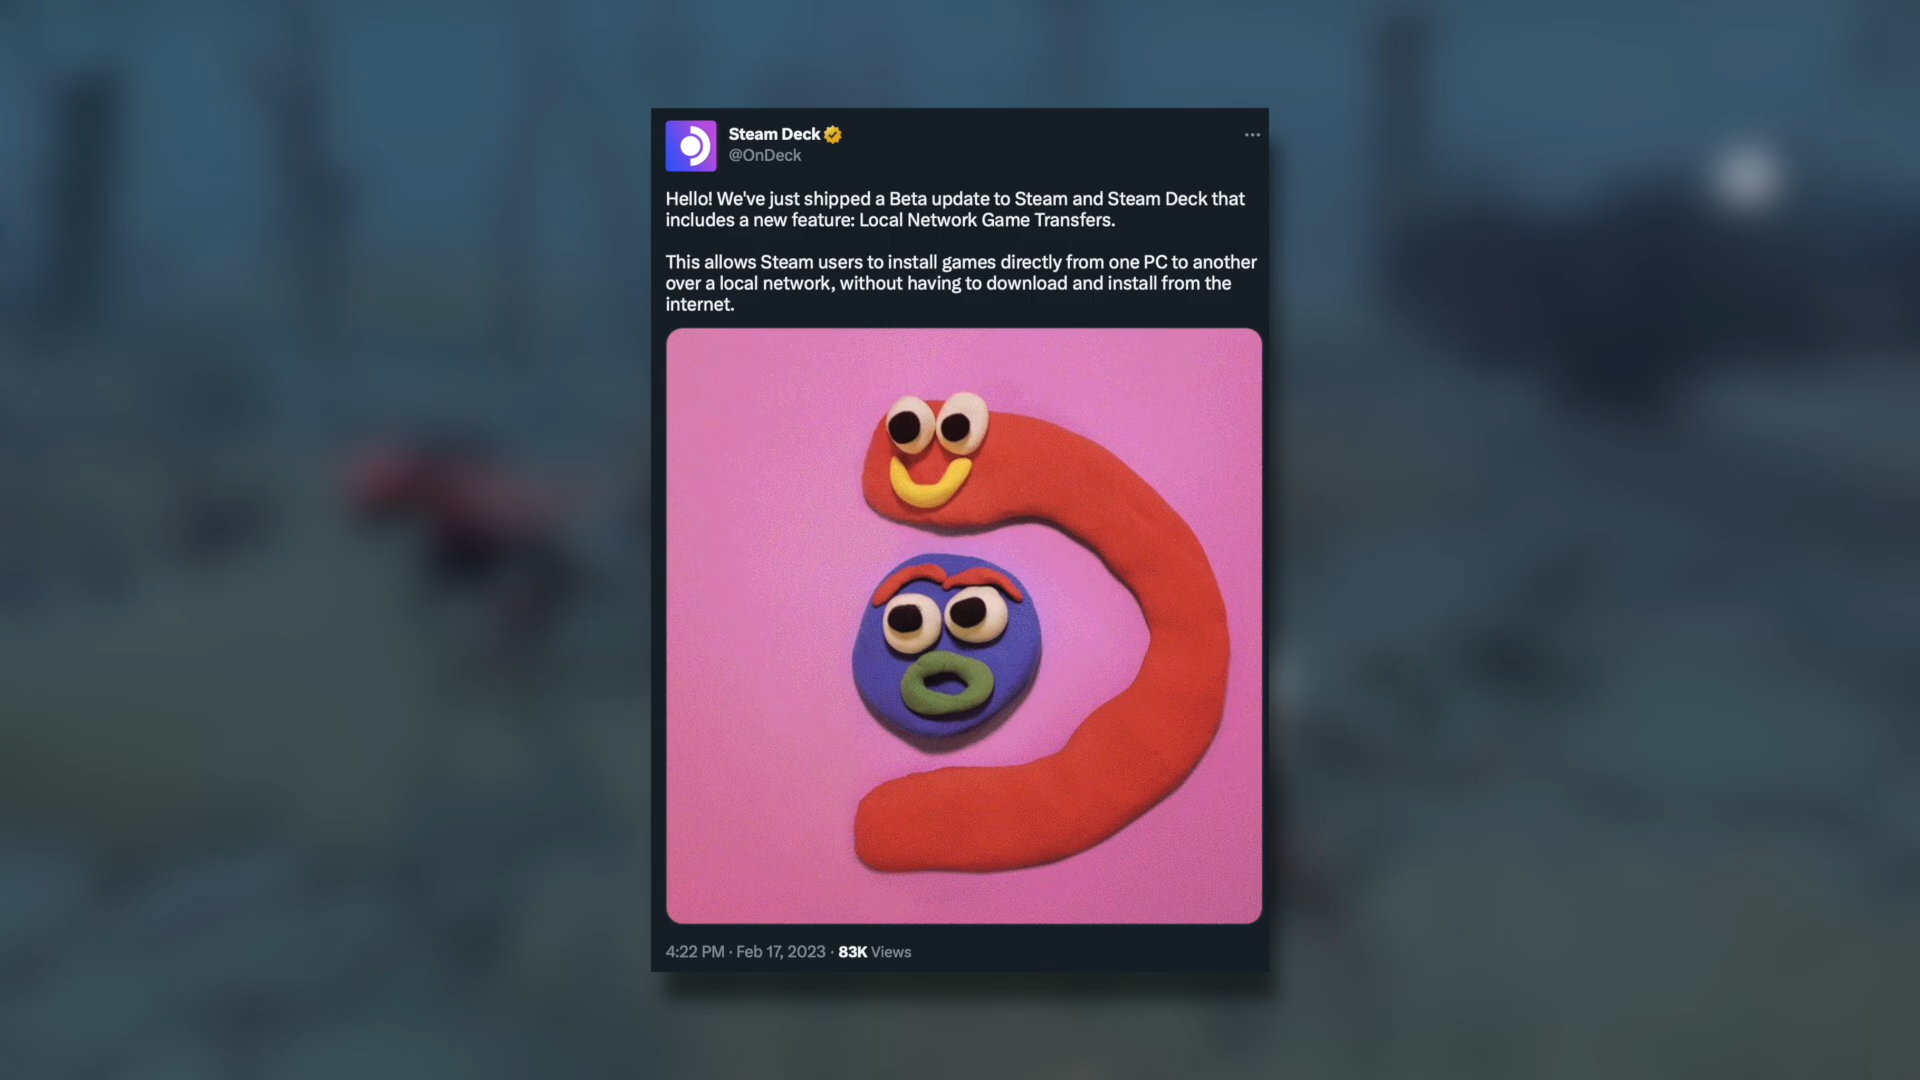 Steam Deck
@OnDeck
Hello! We've just shipped a Beta update to Steam and Steam Deck that
includes a new feature: Local Network Game Transfers.
This allows Steam users to install games directly from one PC to another
over a local network, without having to download and install from the
internet.
4:22 PM · Feb 17, 2023 · 83K Views